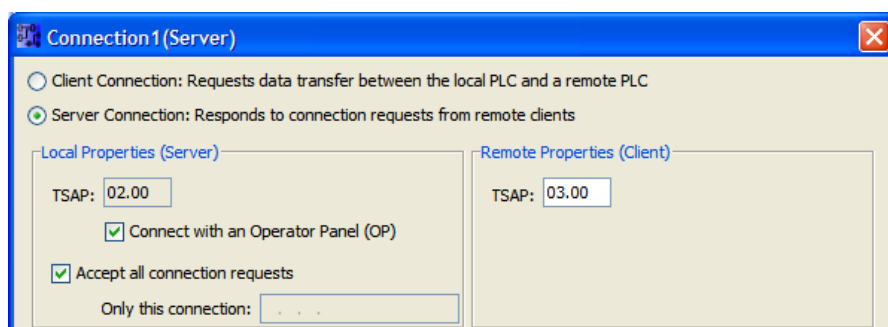 Connection1(Server)
Client Connection: Requests data transfer between the local PLC and a remote PLC
Server Connection: Responds to connection requests from remote clients
Local Properties (Server)
TSAP: 02.00
Connect with an Operator Panel (OP)
Accept all connection requests
Only this connection: . . .
Remote Properties (Client)
TSAP: 03.00